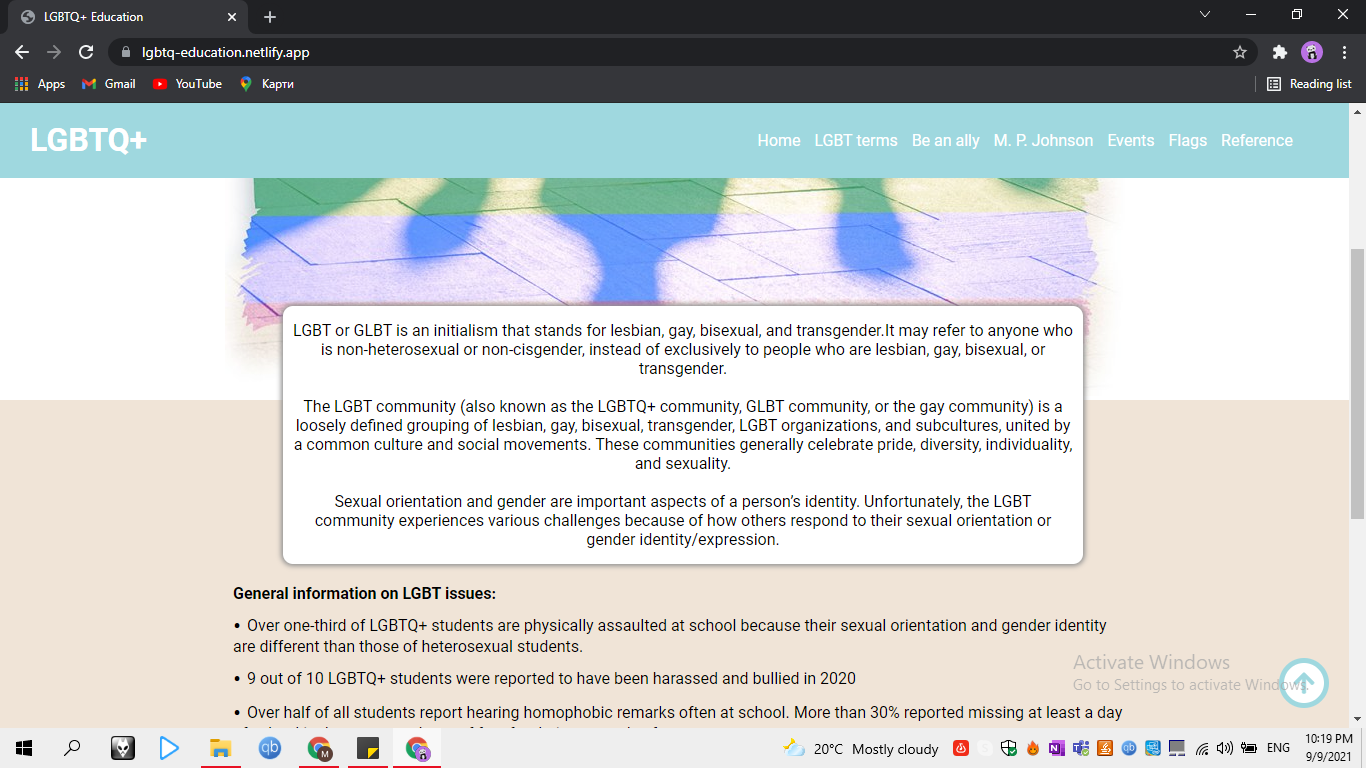 LGBTQ+ Education
lgbtq-education.netlify.app
Apps Gmail YouTube Карти Reading list
LGBTQ+
Home LGBT terms Be an ally M. P. Johnson Events Flags Reference
LGBT or GLBT is an initialism that stands for lesbian, gay, bisexual, and transgender.It may refer to anyone who
is non-heterosexual or non-cisgender, instead of exclusively to people who are lesbian, gay, bisexual, or
transgender.
The LGBT community (also known as the LGBTQ+ community, GLBT community, or the gay community) is a
loosely defined grouping of lesbian, gay, bisexual, transgender, LGBT organizations, and subcultures, united by
a common culture and social movements. These communities generally celebrate pride, diversity, individuality,
and sexuality.
Sexual orientation and gender are important aspects of a person’s identity. Unfortunately, the LGBT
community experiences various challenges because of how others respond to their sexual orientation or
gender identity/expression.
General information on LGBT issues:
• Over one-third of LGBTQ+ students are physically assaulted at school because their sexual orientation and gender identity
are different than those of heterosexual students.
• 9 out of 10 LGBTQ+ students were reported to have been harassed and bullied in 2020
• Over half of all students report hearing homophobic remarks often at school. More than 30% reported missing at least a day
Activate Windows
Go to Settings to activate Windows.
qb M 20°C Mostly cloudy ENG 10:19 PM
9/9/2021